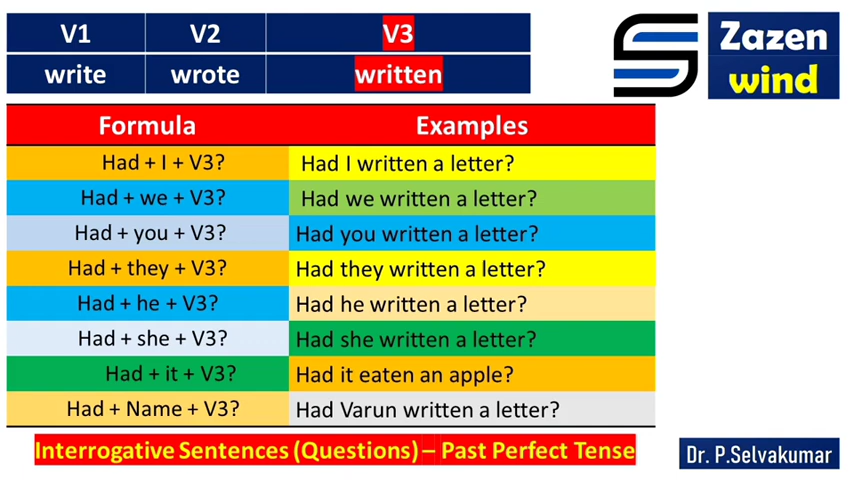 V1 V2 V3
write wrote written
Zazen
wind
Formula Examples
Had + I + V3? Had I written a letter?
Had + we + V3? Had we written a letter?
Had + you + V3? Had you written a letter?
Had + they + V3? Had they written a letter?
Had + he + V3? Had he written a letter?
Had + she + V3? Had she written a letter?
Had + it + V3? Had it eaten an apple?
Had + Name + V3? Had Varun written a letter?
Interrogative Sentences (Questions) – Past Perfect Tense
Dr. P.Selvakumar